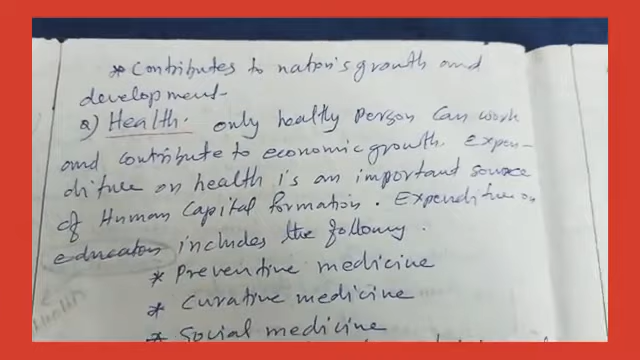 * Contributes to nation's growth and
development-
2) Health. only healthy person can work
and contribute to economic growth. Expen-
diture on health is an important source
of Human Capital formation. Expenditure on
education includes the following.
* Preventive medicine
* Curative medicine
Health
* Social medicine